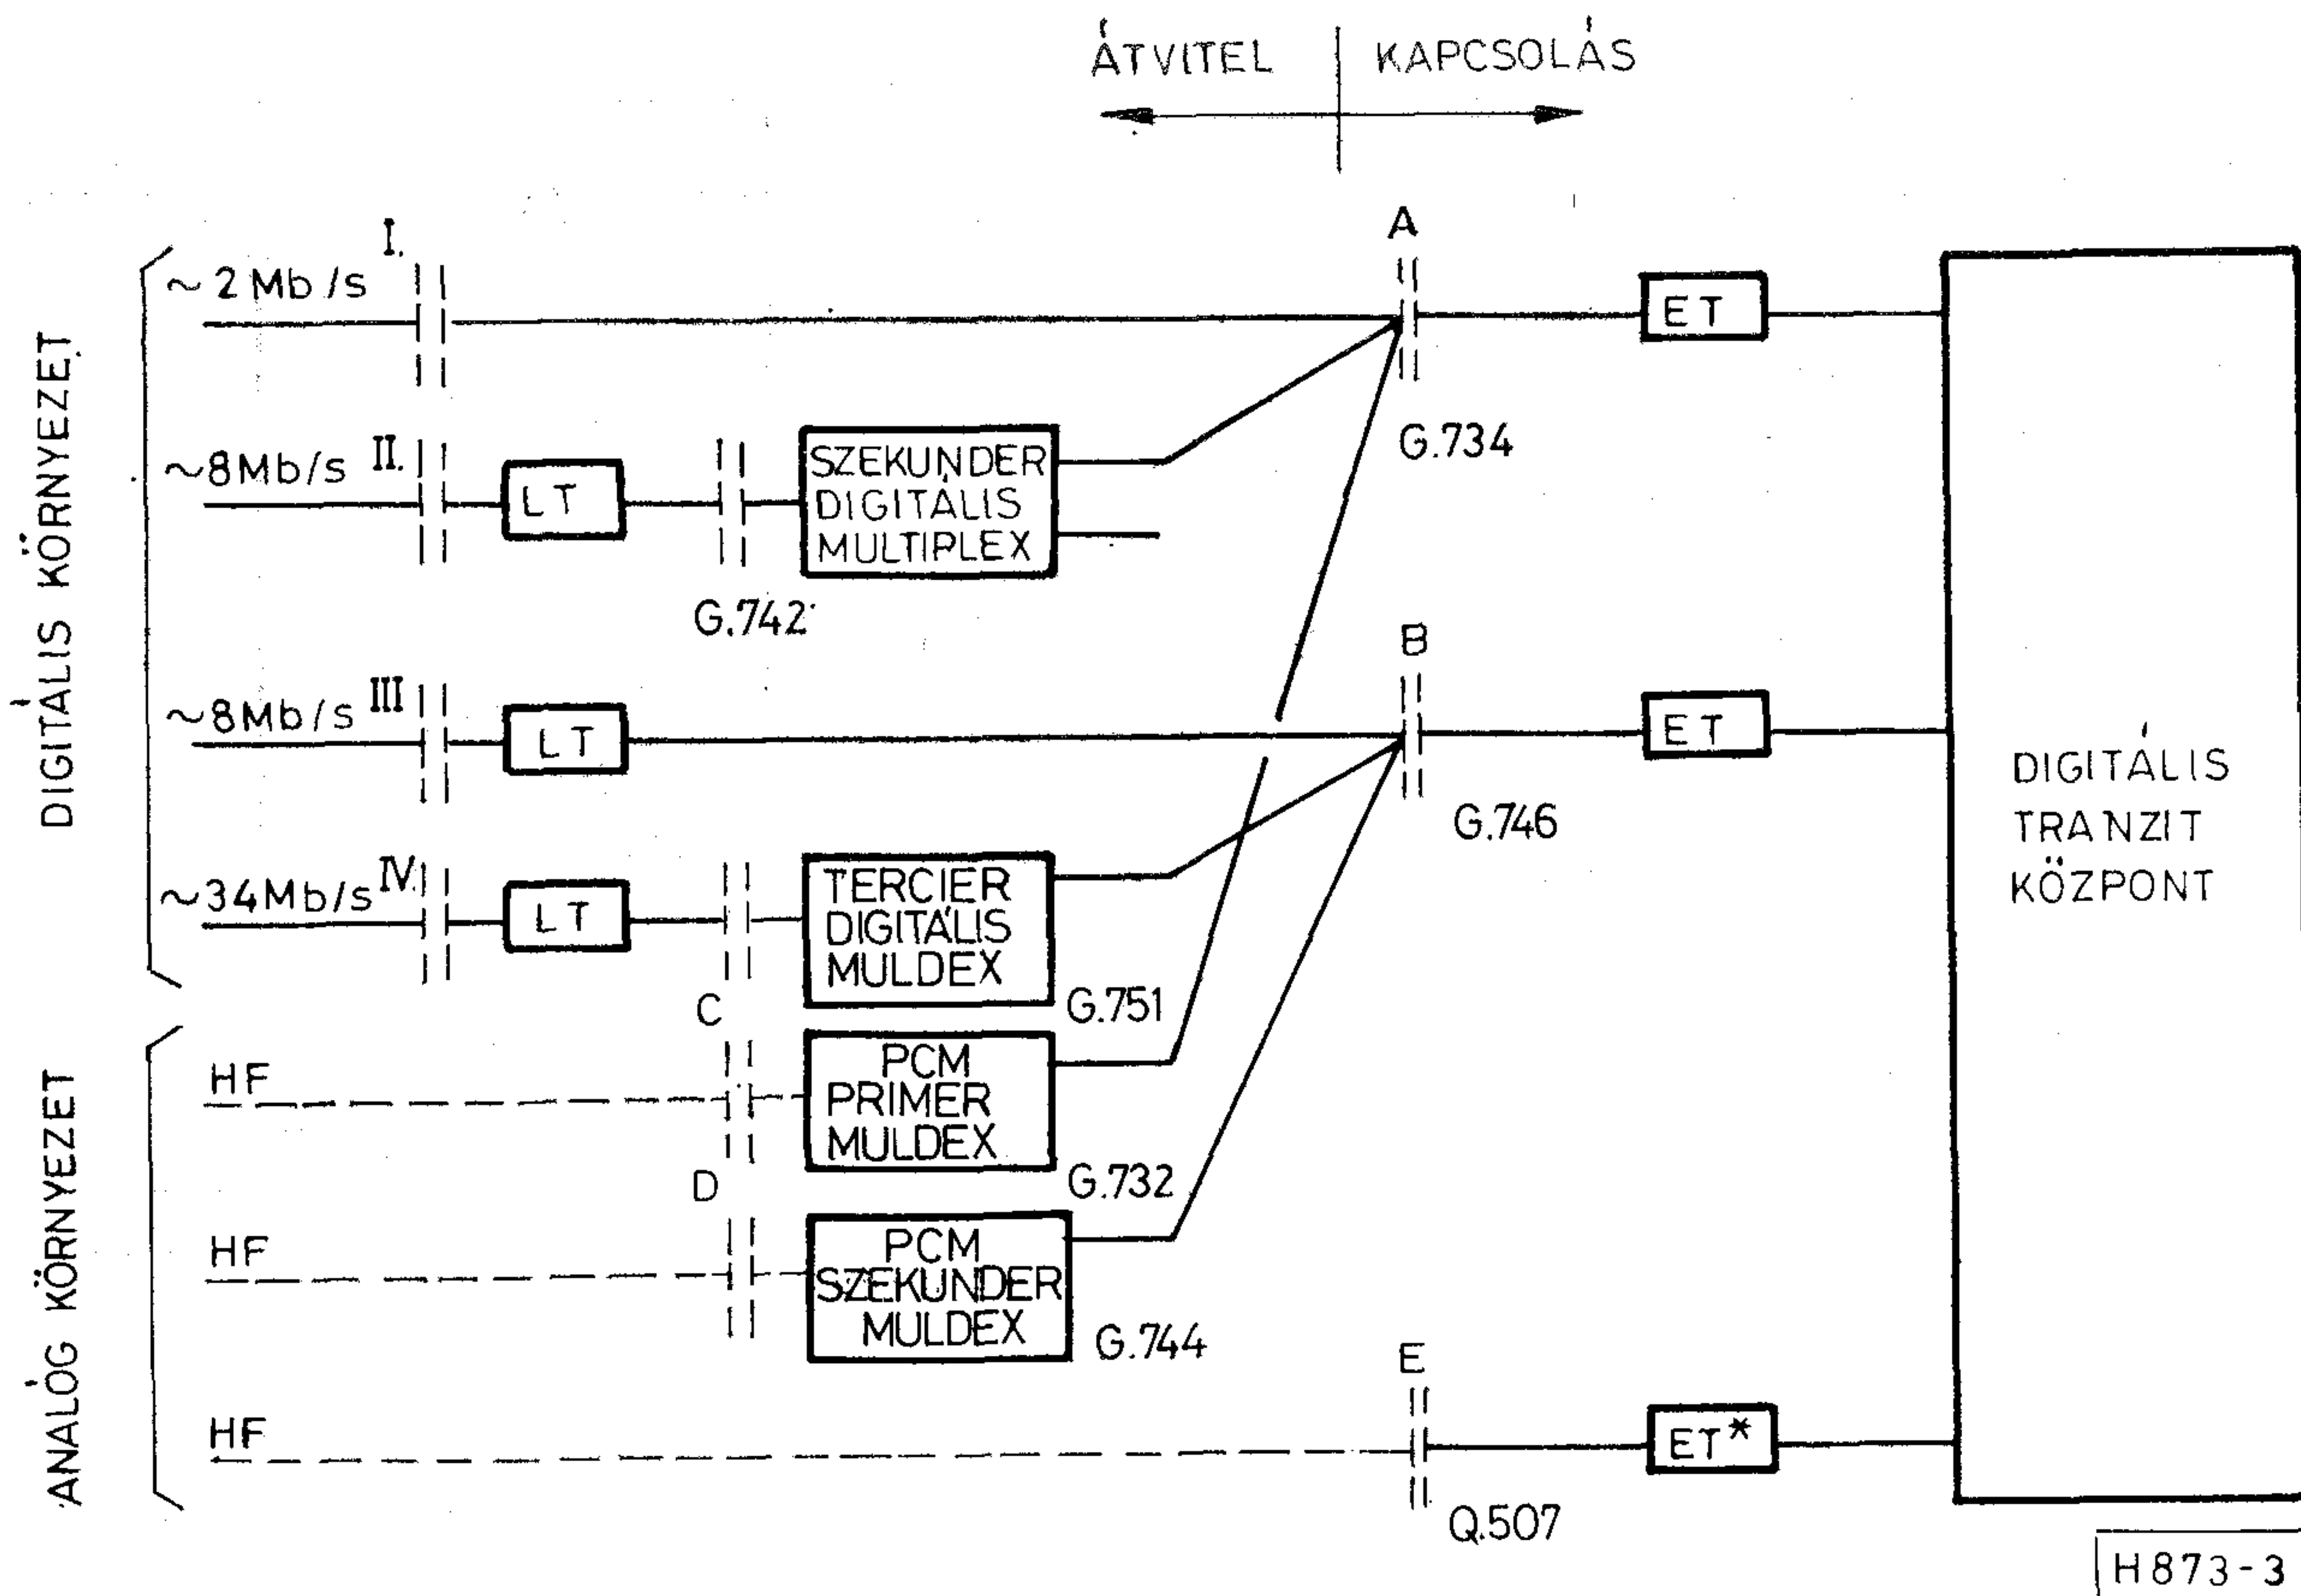 ÁTVITEL KAPCSOLÁS
DIGITÁLIS KÖRNYEZET
~2Mb/s I.
A
ET
G.734
~8Mb/s II.
LT
SZEKUNDER
DIGITÁLIS
MULTIPLEX
G.742
~8Mb/s III
LT
B
ET
G.746
DIGITÁLIS
TRANZIT
KÖZPONT
~34Mb/s IV.
LT
TERCIER
DIGITÁLIS
MULDEX
G.751
ANALÓG KÖRNYEZET
C
HF
PCM
PRIMER
MULDEX
G.732
D
HF
PCM
SZEKUNDER
MULDEX
G.744
HF
E
ET*
Q.507
H873-3